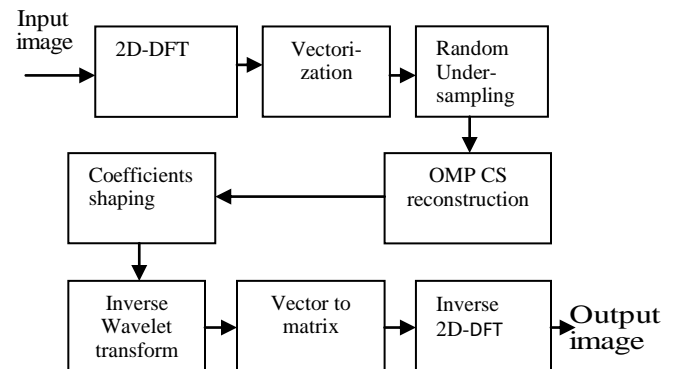 Input
image
2D-DFT
Vectori-
zation
Random
Under-
sampling
Coefficients
shaping
OMP CS
reconstruction
Inverse
Wavelet
transform
Vector to
matrix
Inverse
2D-DFT
Output
image